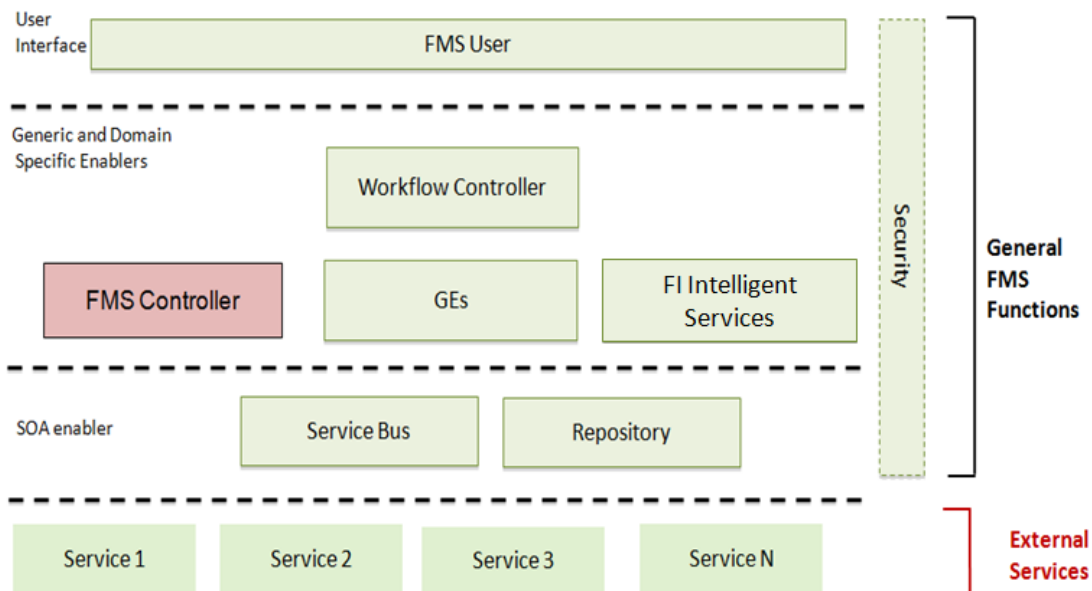 User
Interface
FMS User
Generic and Domain
Specific Enablers
Workflow Controller
FMS Controller
GEs
FI Intelligent
Services
Security
General
FMS
Functions
SOA enabler
Service Bus
Repository
Service 1
Service 2
Service 3
Service N
External
Services